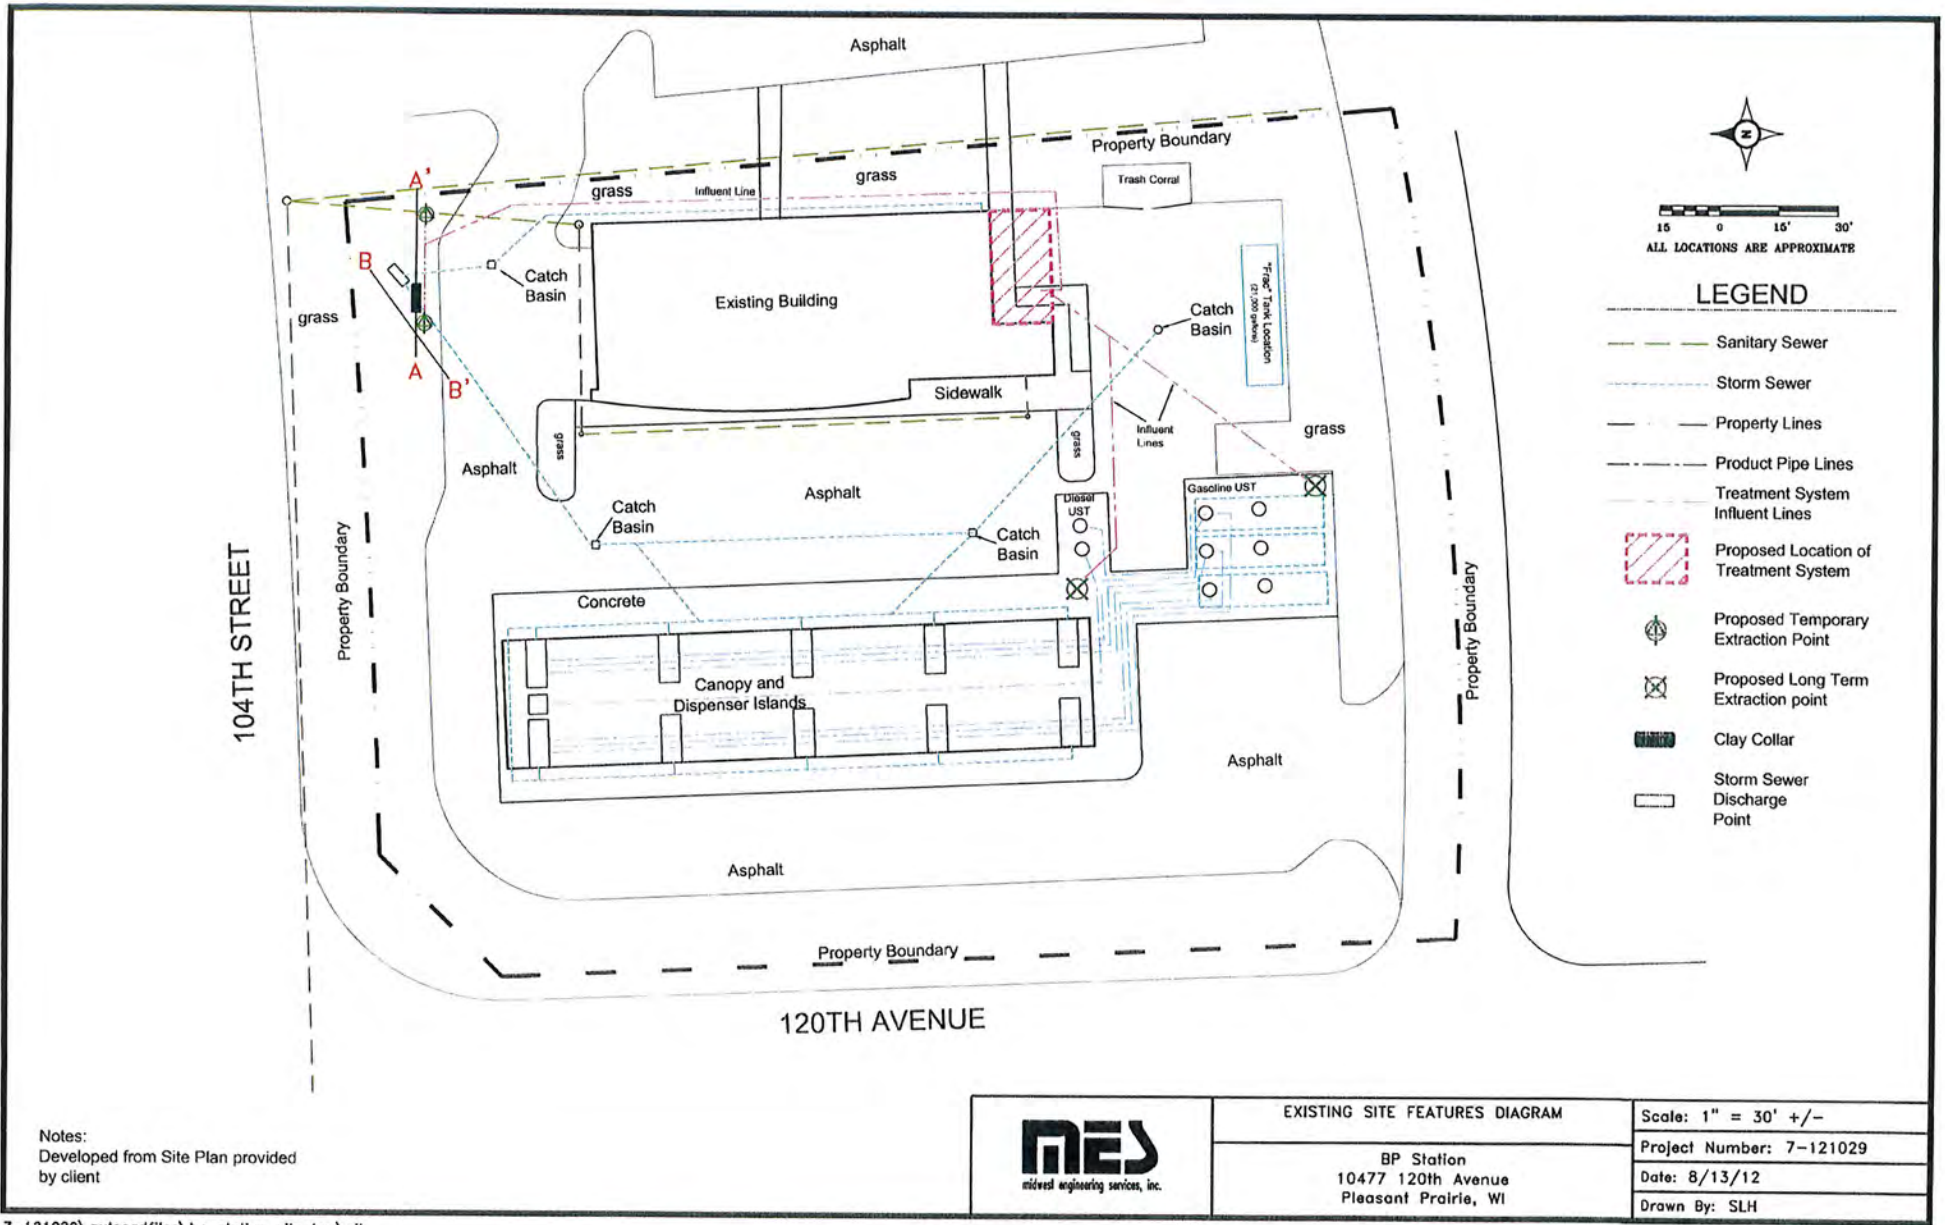 Asphalt
Property Boundary
A'
grass
Influent Line
grass
Trash Corral
N
15 0 15' 30'
ALL LOCATIONS ARE APPROXIMATE
LEGEND
Sanitary Sewer
Storm Sewer
Property Lines
Product Pipe Lines
Treatment System
Influent Lines
Proposed Location of
Treatment System
Proposed Temporary
Extraction Point
Proposed Long Term
Extraction point
Clay Collar
Storm Sewer
Discharge
Point
B
Catch
Basin
Existing Building
Catch
Basin
"Frac" Tank Location
(21,000 gallons)
grass
A
B'
Sidewalk
Influent
Lines
grass
grass
grass
Asphalt
Asphalt
Catch
Basin
Catch
Basin
Diesel
UST
Gasoline UST
Property Boundary
104TH STREET
Concrete
Property Boundary
Canopy and
Dispenser Islands
Asphalt
Asphalt
Property Boundary
120TH AVENUE
Notes:
Developed from Site Plan provided
by client
MES
midwest engineering services, inc.
EXISTING SITE FEATURES DIAGRAM
BP Station
10477 120th Avenue
Pleasant Prairie, WI
Scale: 1" = 30' +/-
Project Number: 7-121029
Date: 8/13/12
Drawn By: SLH